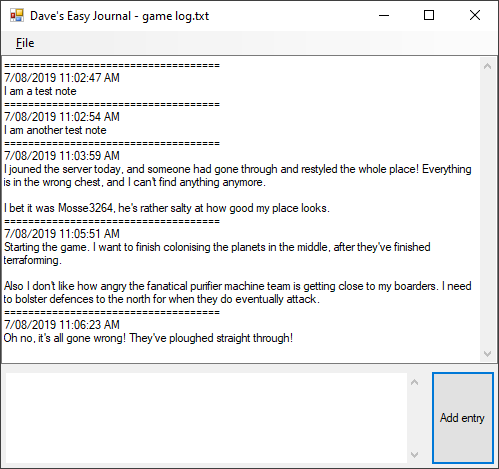 Dave's Easy Journal - game log.txt
File
====================================
7/08/2019 11:02:47 AM
I am a test note
====================================
7/08/2019 11:02:54 AM
I am another test note
====================================
7/08/2019 11:03:59 AM
I jouned the server today, and someone had gone through and restyled the whole place! Everything
is in the wrong chest, and I can't find anything anymore.
I bet it was Mosse3264, he's rather salty at how good my place looks.
====================================
7/08/2019 11:05:51 AM
Starting the game. I want to finish colonising the planets in the middle, after they've finished
terraforming.
Also I don't like how angry the fanatical purifier machine team is getting close to my boarders. I need
to bolster defences to the north for when they do eventually attack.
====================================
7/08/2019 11:06:23 AM
Oh no, it's all gone wrong! They've ploughed straight through!
Add entry